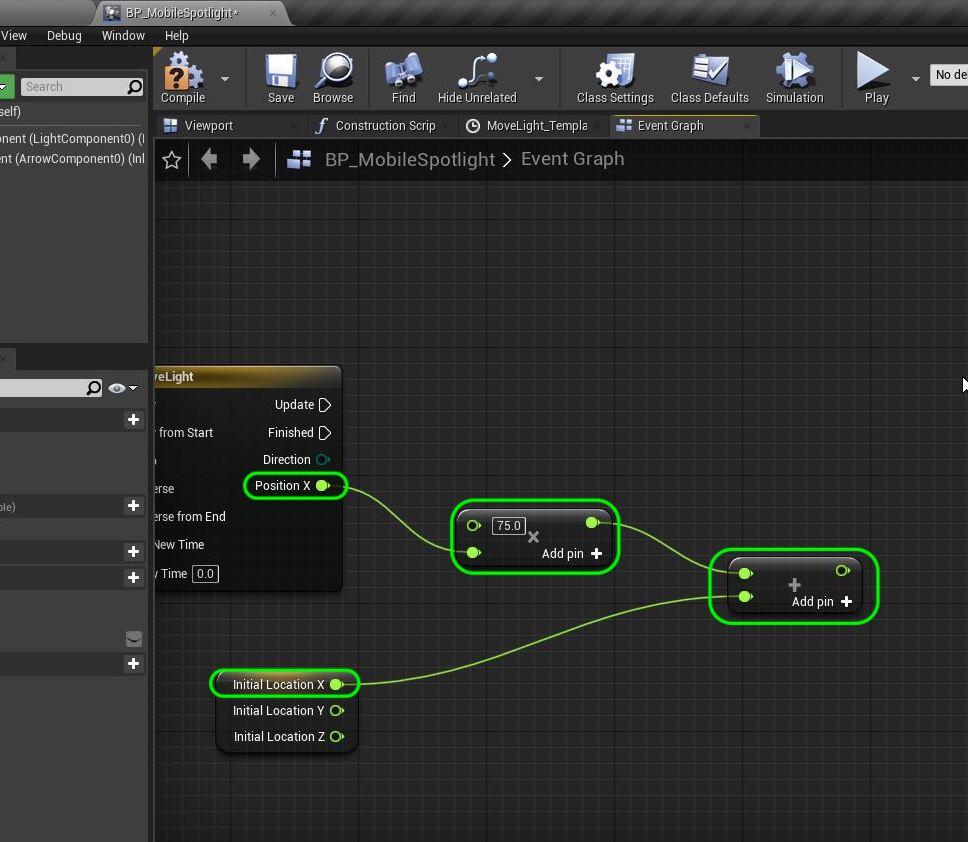 BP_MobileSpotlight*
View Debug Window Help
Search
Compile Save Browse Find Hide Unrelated Class Settings Class Defaults Simulation Play
No de
self)
Viewport Construction Scrip MoveLight_Templa Event Graph
onent (LightComponent0) (I
ent (ArrowComponent0) (Inl
BP_MobileSpotlight > Event Graph
veLight
Update
from Start Finished
Direction
Position X
erse
ble)
erse from End
75.0
New Time
Add pin
w Time 0.0
Add pin
Initial Location X
Initial Location Y
Initial Location Z